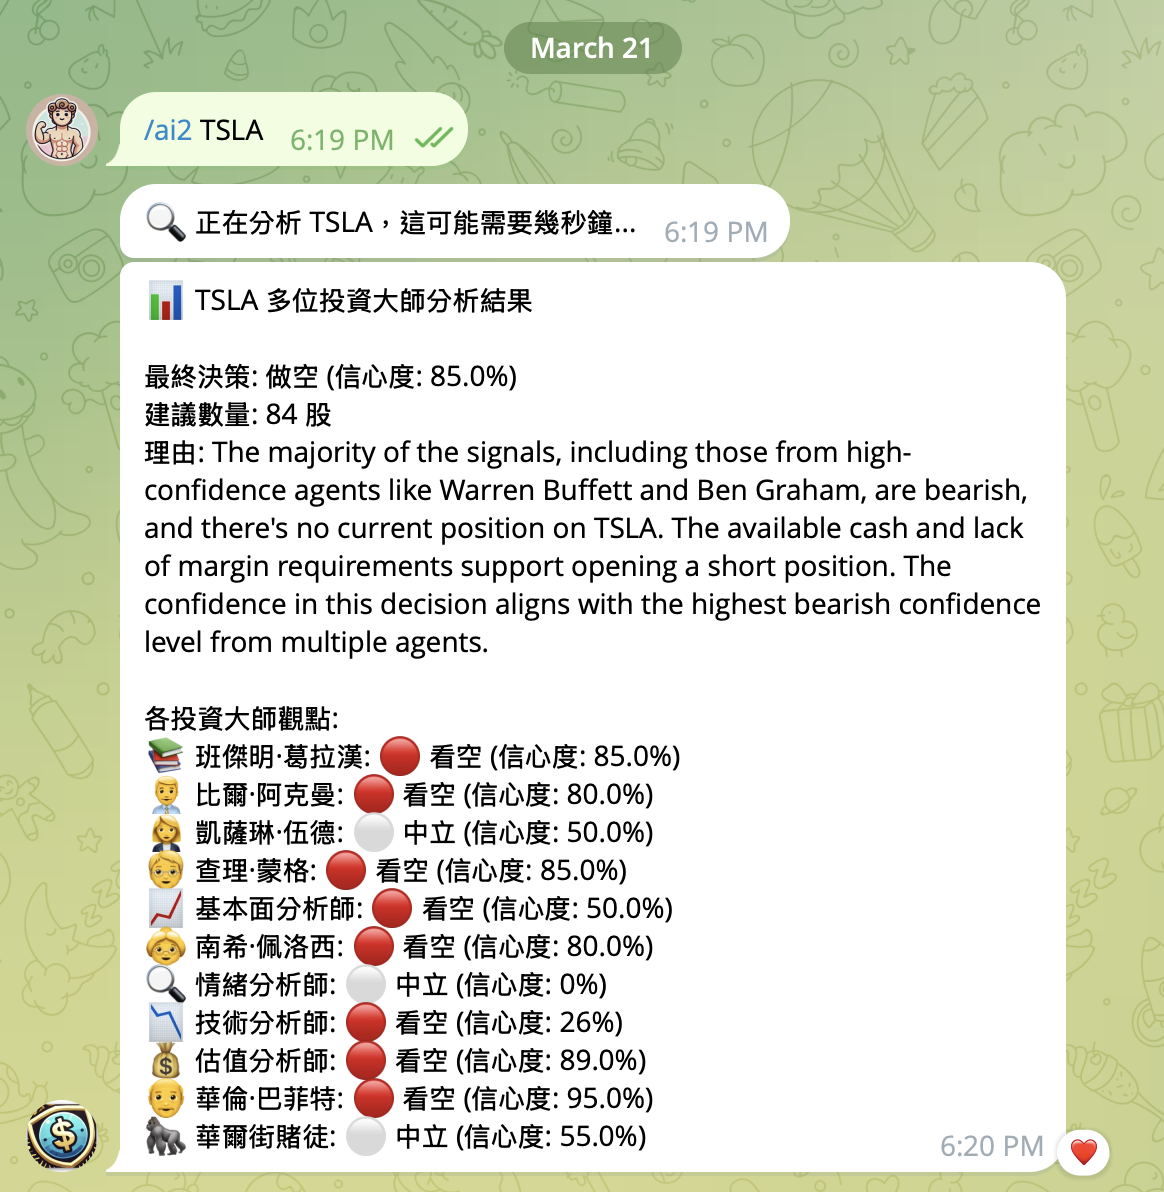 March 21
/ai2 TSLA 6:19 PM
正在分析 TSLA，這可能需要幾秒鐘... 6:19 PM
TSLA 多位投資大師分析結果
最終決策: 做空 (信心度: 85.0%)
建議數量: 84 股
理由: The majority of the signals, including those from high-
confidence agents like Warren Buffett and Ben Graham, are bearish,
and there's no current position on TSLA. The available cash and lack
of margin requirements support opening a short position. The
confidence in this decision aligns with the highest bearish confidence
level from multiple agents.
各投資大師觀點:
班傑明·葛拉漢: 看空 (信心度: 85.0%)
比爾·阿克曼: 看空 (信心度: 80.0%)
凱薩琳·伍德: 中立 (信心度: 50.0%)
查理·蒙格: 看空 (信心度: 85.0%)
基本面分析師: 看空 (信心度: 50.0%)
南希·佩洛西: 看空 (信心度: 80.0%)
情緒分析師: 中立 (信心度: 0%)
技術分析師: 看空 (信心度: 26%)
估值分析師: 看空 (信心度: 89.0%)
華倫·巴菲特: 看空 (信心度: 95.0%)
華爾街賭徒: 中立 (信心度: 55.0%)
6:20 PM